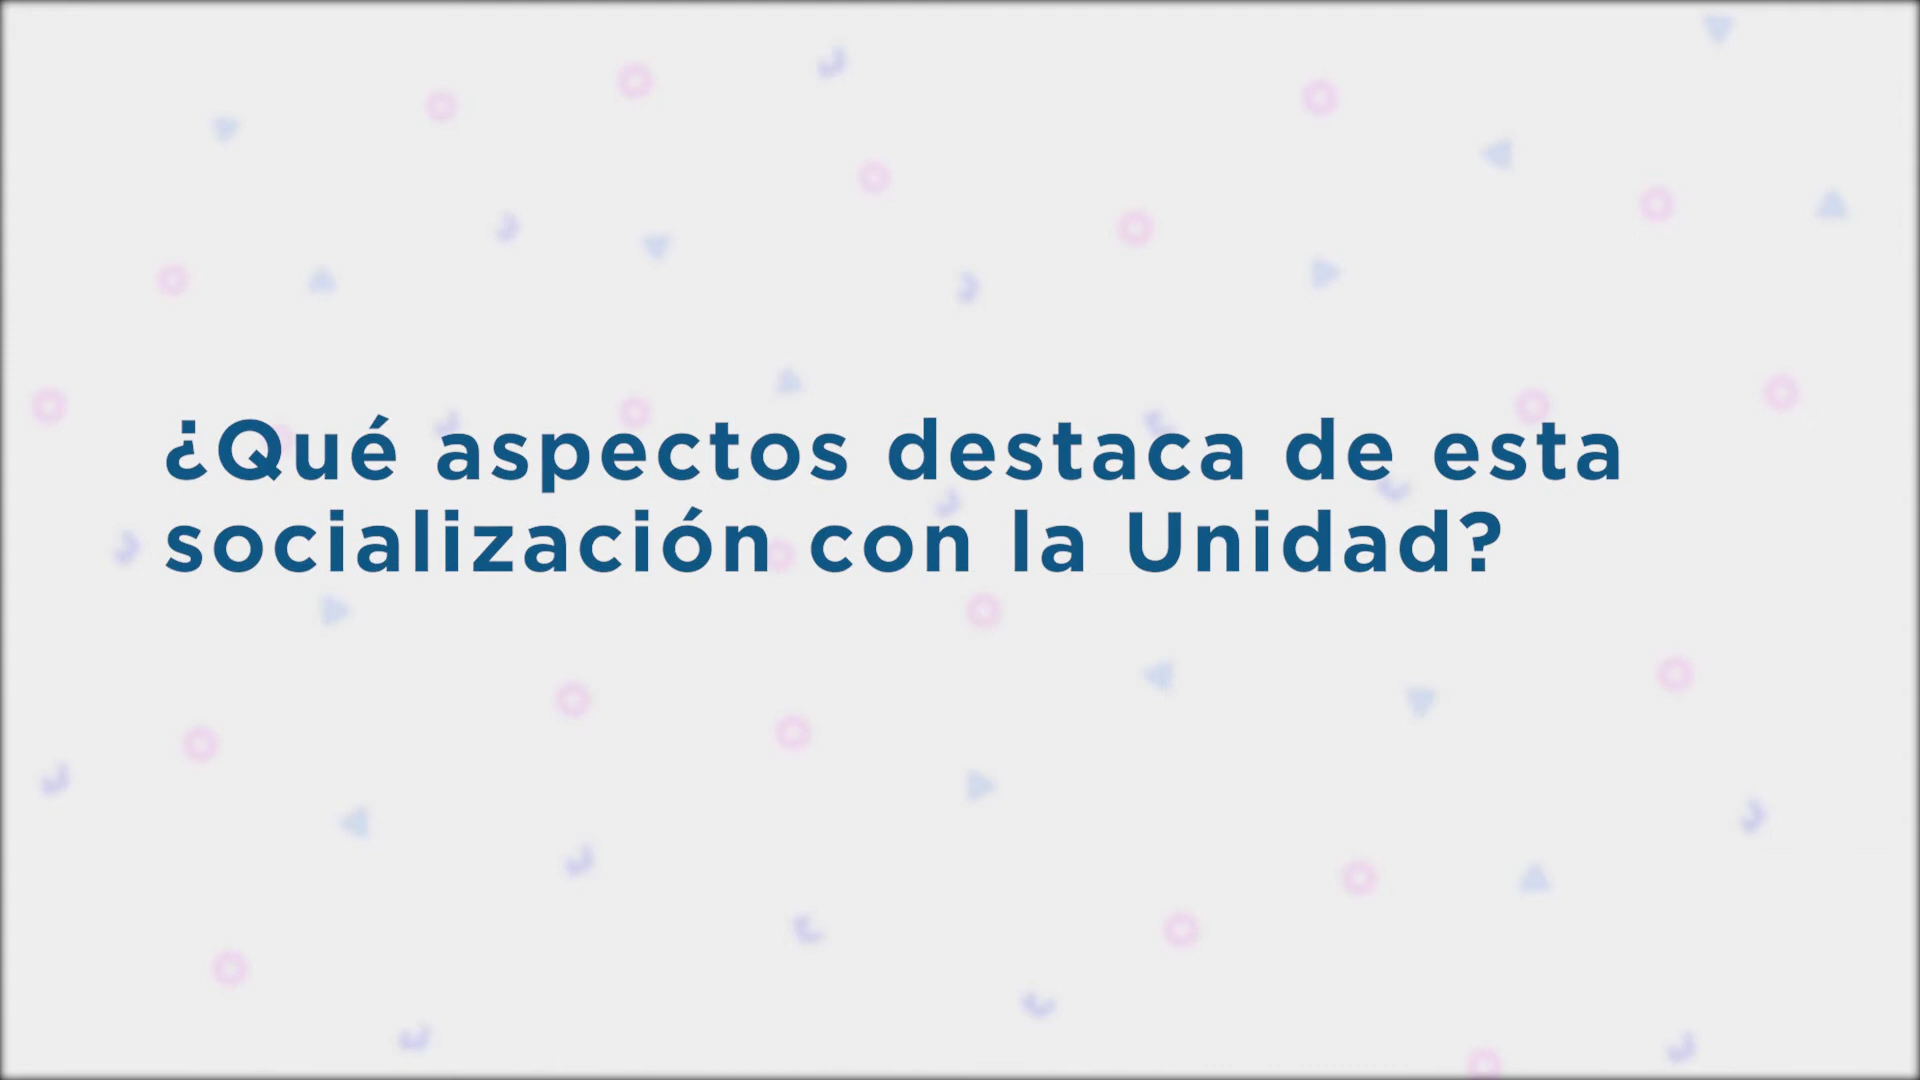 ¿Qué aspectos destaca de esta
socialización con la Unidad?